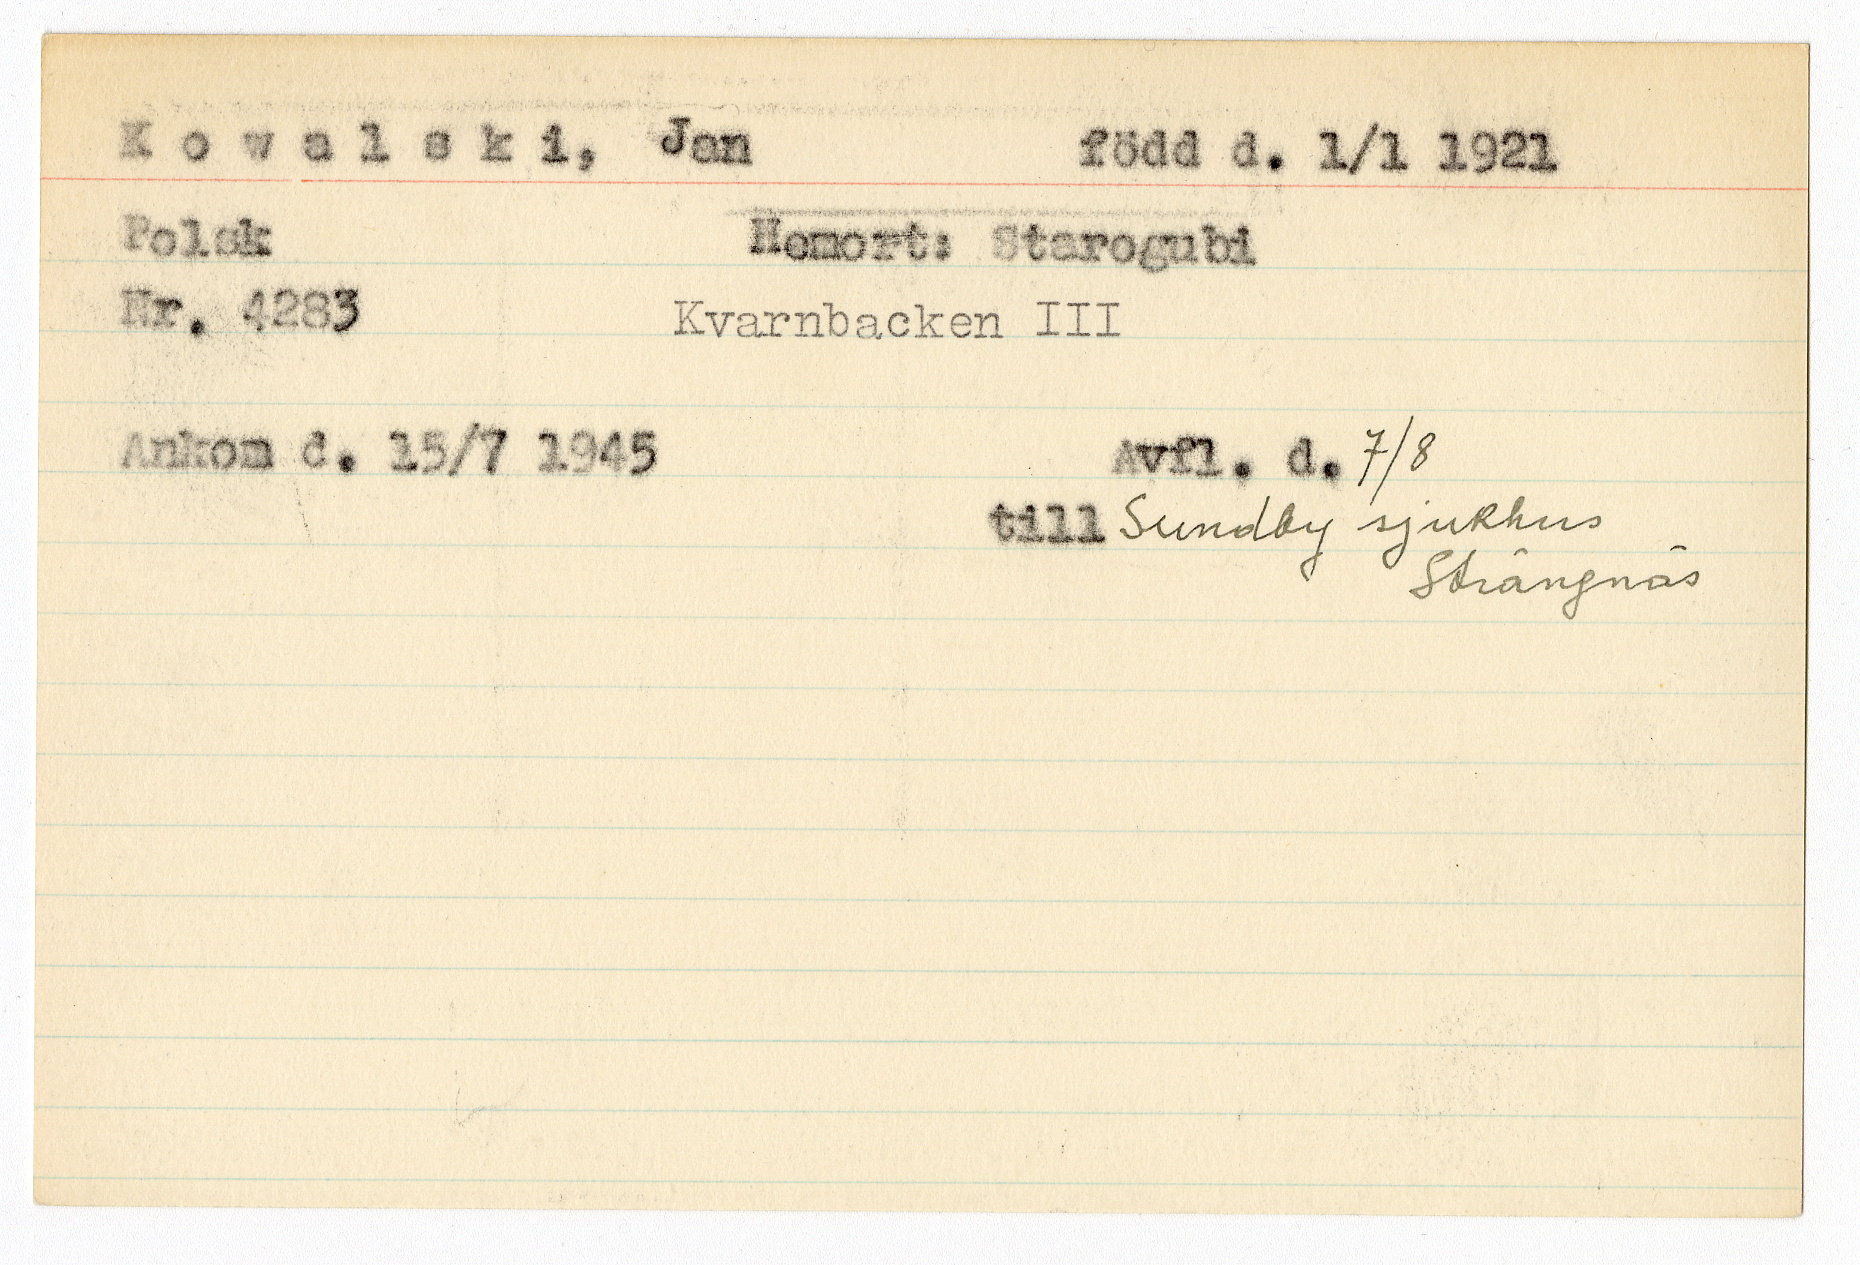 K o w a l s k i, Jan född d. 1/1 1921
Polsk Hemort: Starogubi
Nr. 4283 Kvarnbacken III
Ankom d. 15/7 1945 Avfl. d. 7/8
till Sundby sjukhus
Strängnäs